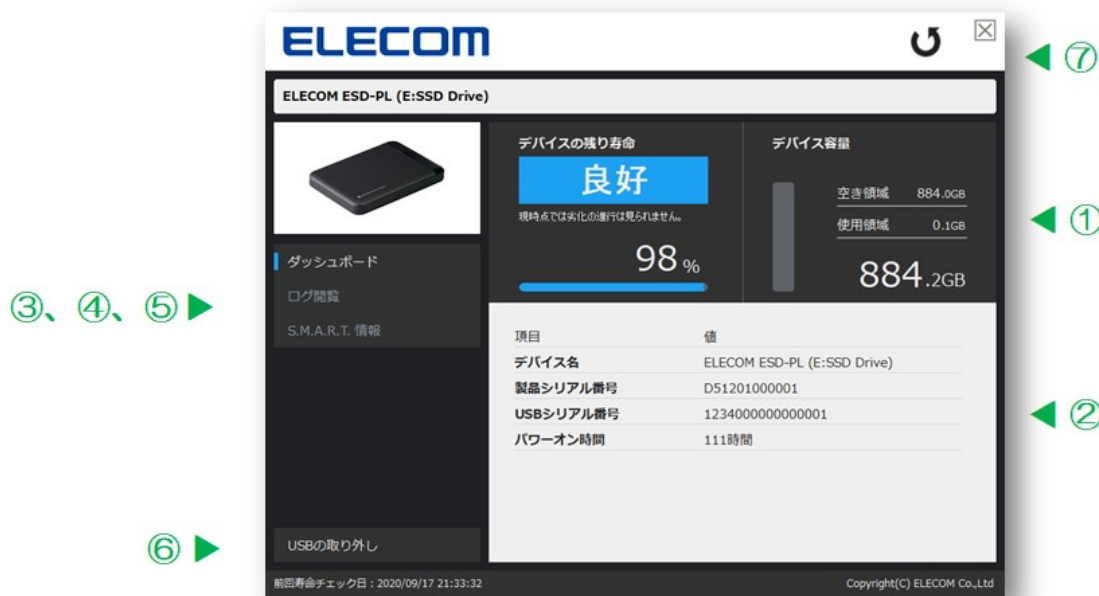 ELECOM
⑦
ELECOM ESD-PL (E:SSD Drive)
デバイスの残り寿命
良好
現時点では劣化の進行は見られません。
98 %
デバイス容量
空き領域 884.0GB
使用領域 0.1GB
884.2GB
①
ダッシュボード
ログ閲覧
S.M.A.R.T. 情報
③、④、⑤
項目 値
デバイス名 ELECOM ESD-PL (E:SSD Drive)
製品シリアル番号 D51201000001
USBシリアル番号 1234000000000001
パワーオン時間 111時間
②
⑥
USBの取り外し
前回寿命チェック日：2020/09/17 21:33:32
Copyright(C) ELECOM Co.,Ltd